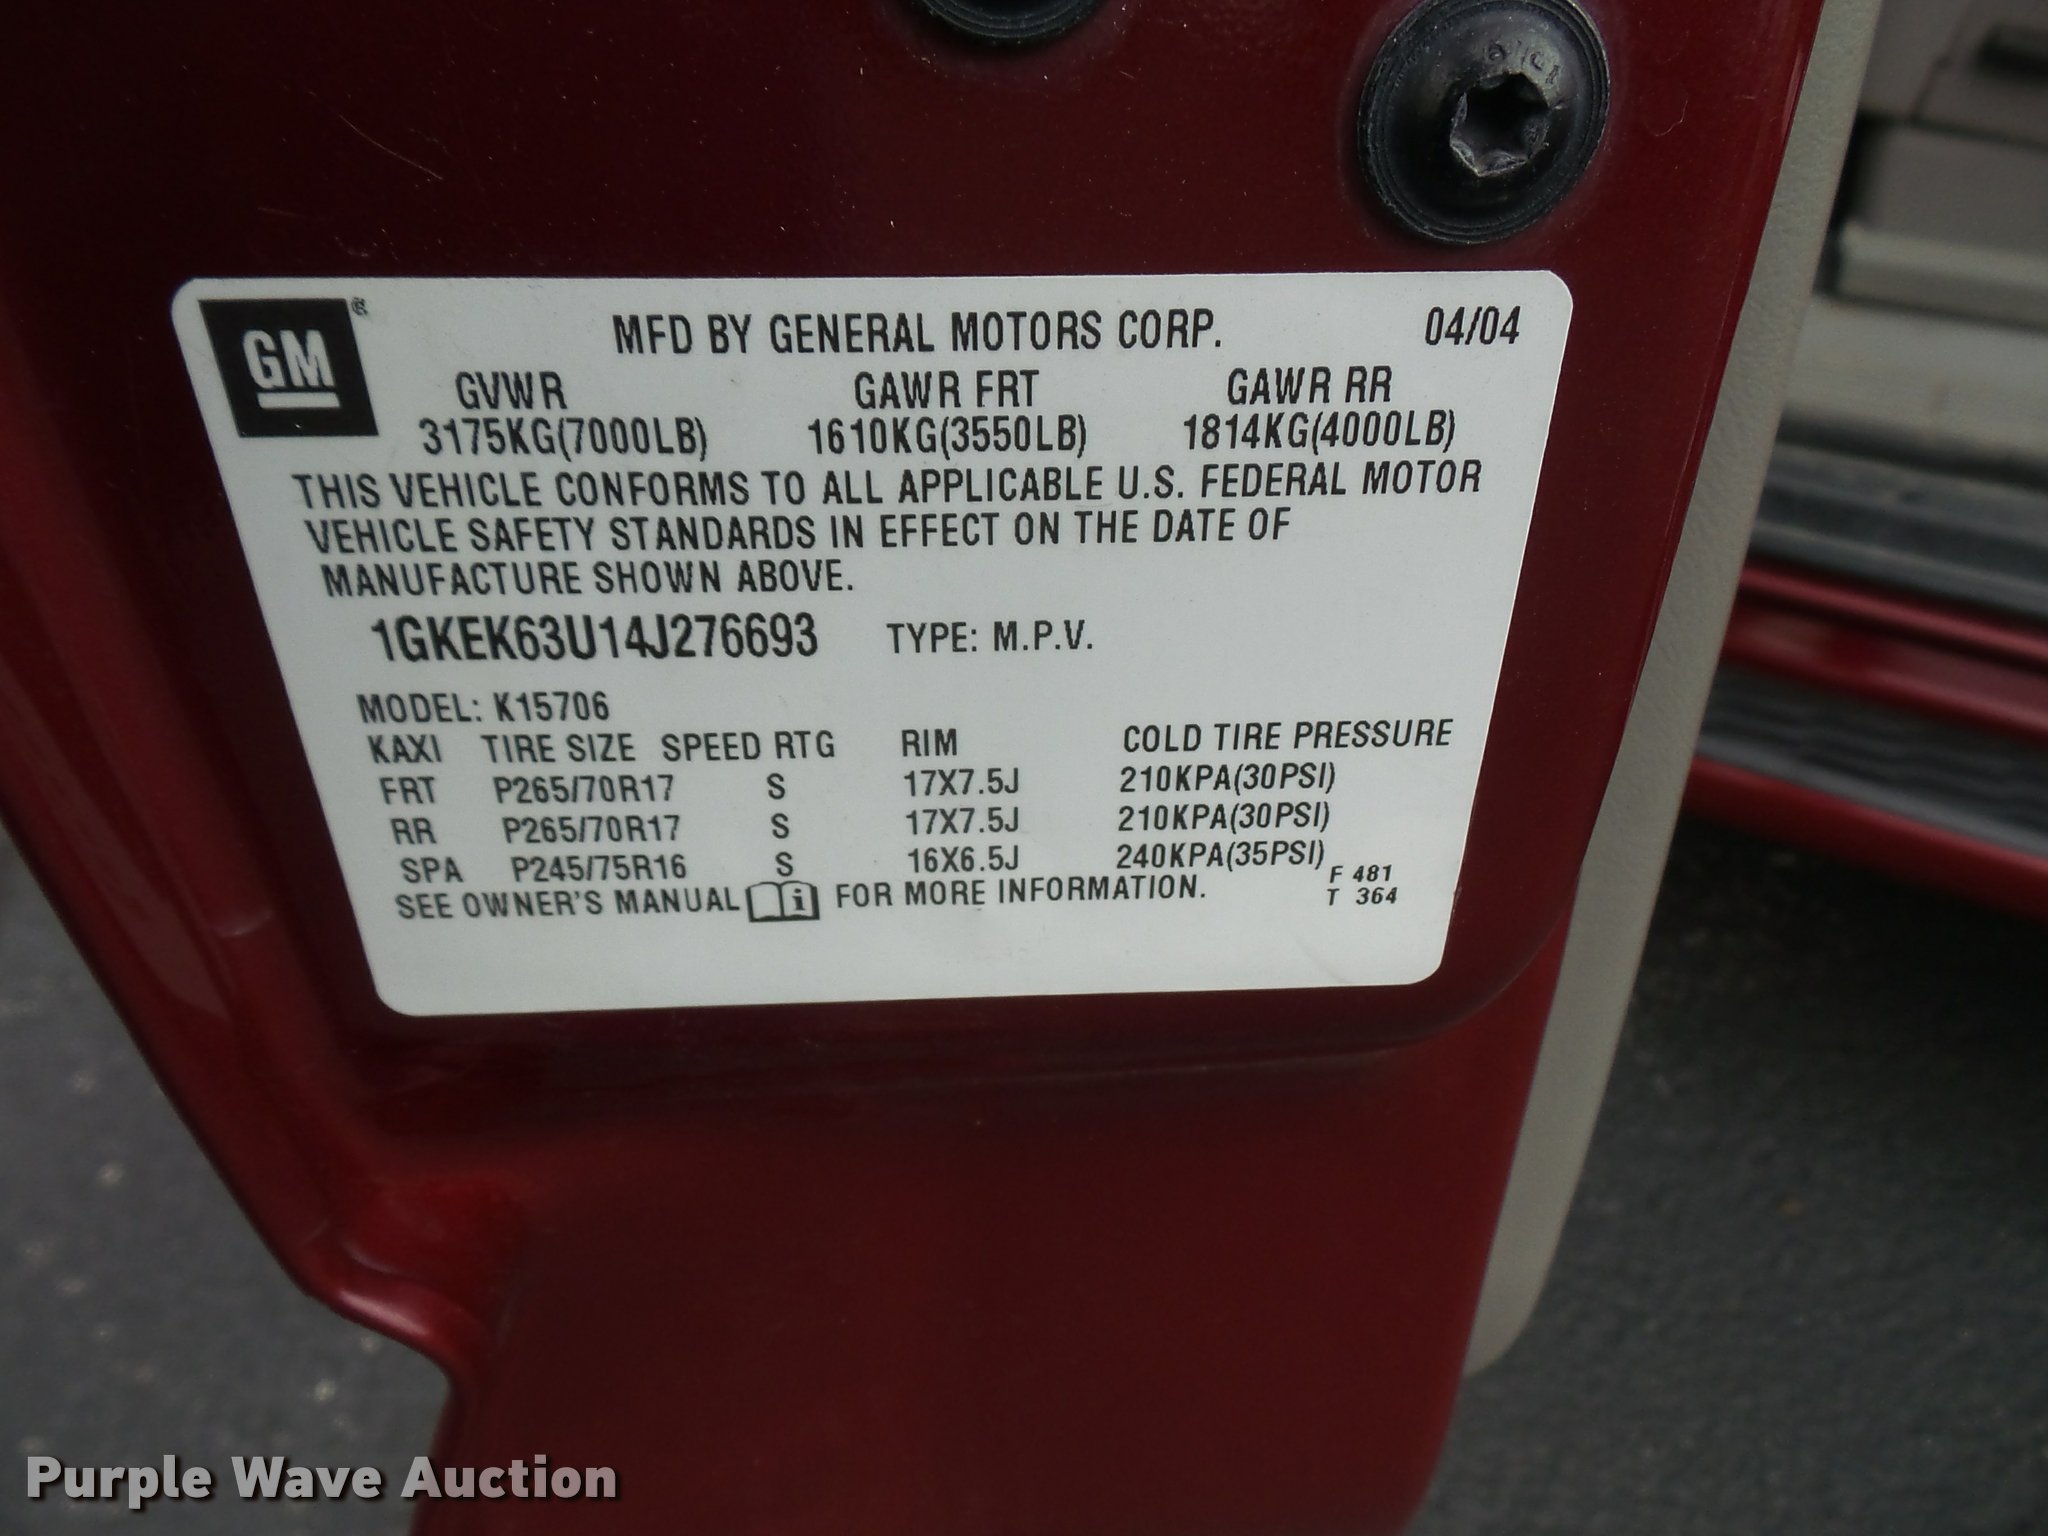 GM®
MFD BY GENERAL MOTORS CORP. 04/04
GVWR GAWR FRT GAWR RR
3175KG(7000LB) 1610KG(3550LB) 1814KG(4000LB)
THIS VEHICLE CONFORMS TO ALL APPLICABLE U.S. FEDERAL MOTOR
VEHICLE SAFETY STANDARDS IN EFFECT ON THE DATE OF
MANUFACTURE SHOWN ABOVE.
1GKEK63U14J276693 TYPE: M.P.V.
MODEL: K15706
KAXI TIRE SIZE SPEED RTG RIM COLD TIRE PRESSURE
FRT P265/70R17 S 17X7.5J 210KPA(30PSI)
RR P265/70R17 S 17X7.5J 210KPA(30PSI)
SPA P245/75R16 S 16X6.5J 240KPA(35PSI)
SEE OWNER'S MANUAL i FOR MORE INFORMATION.
F 481
T 364
Purple Wave Auction